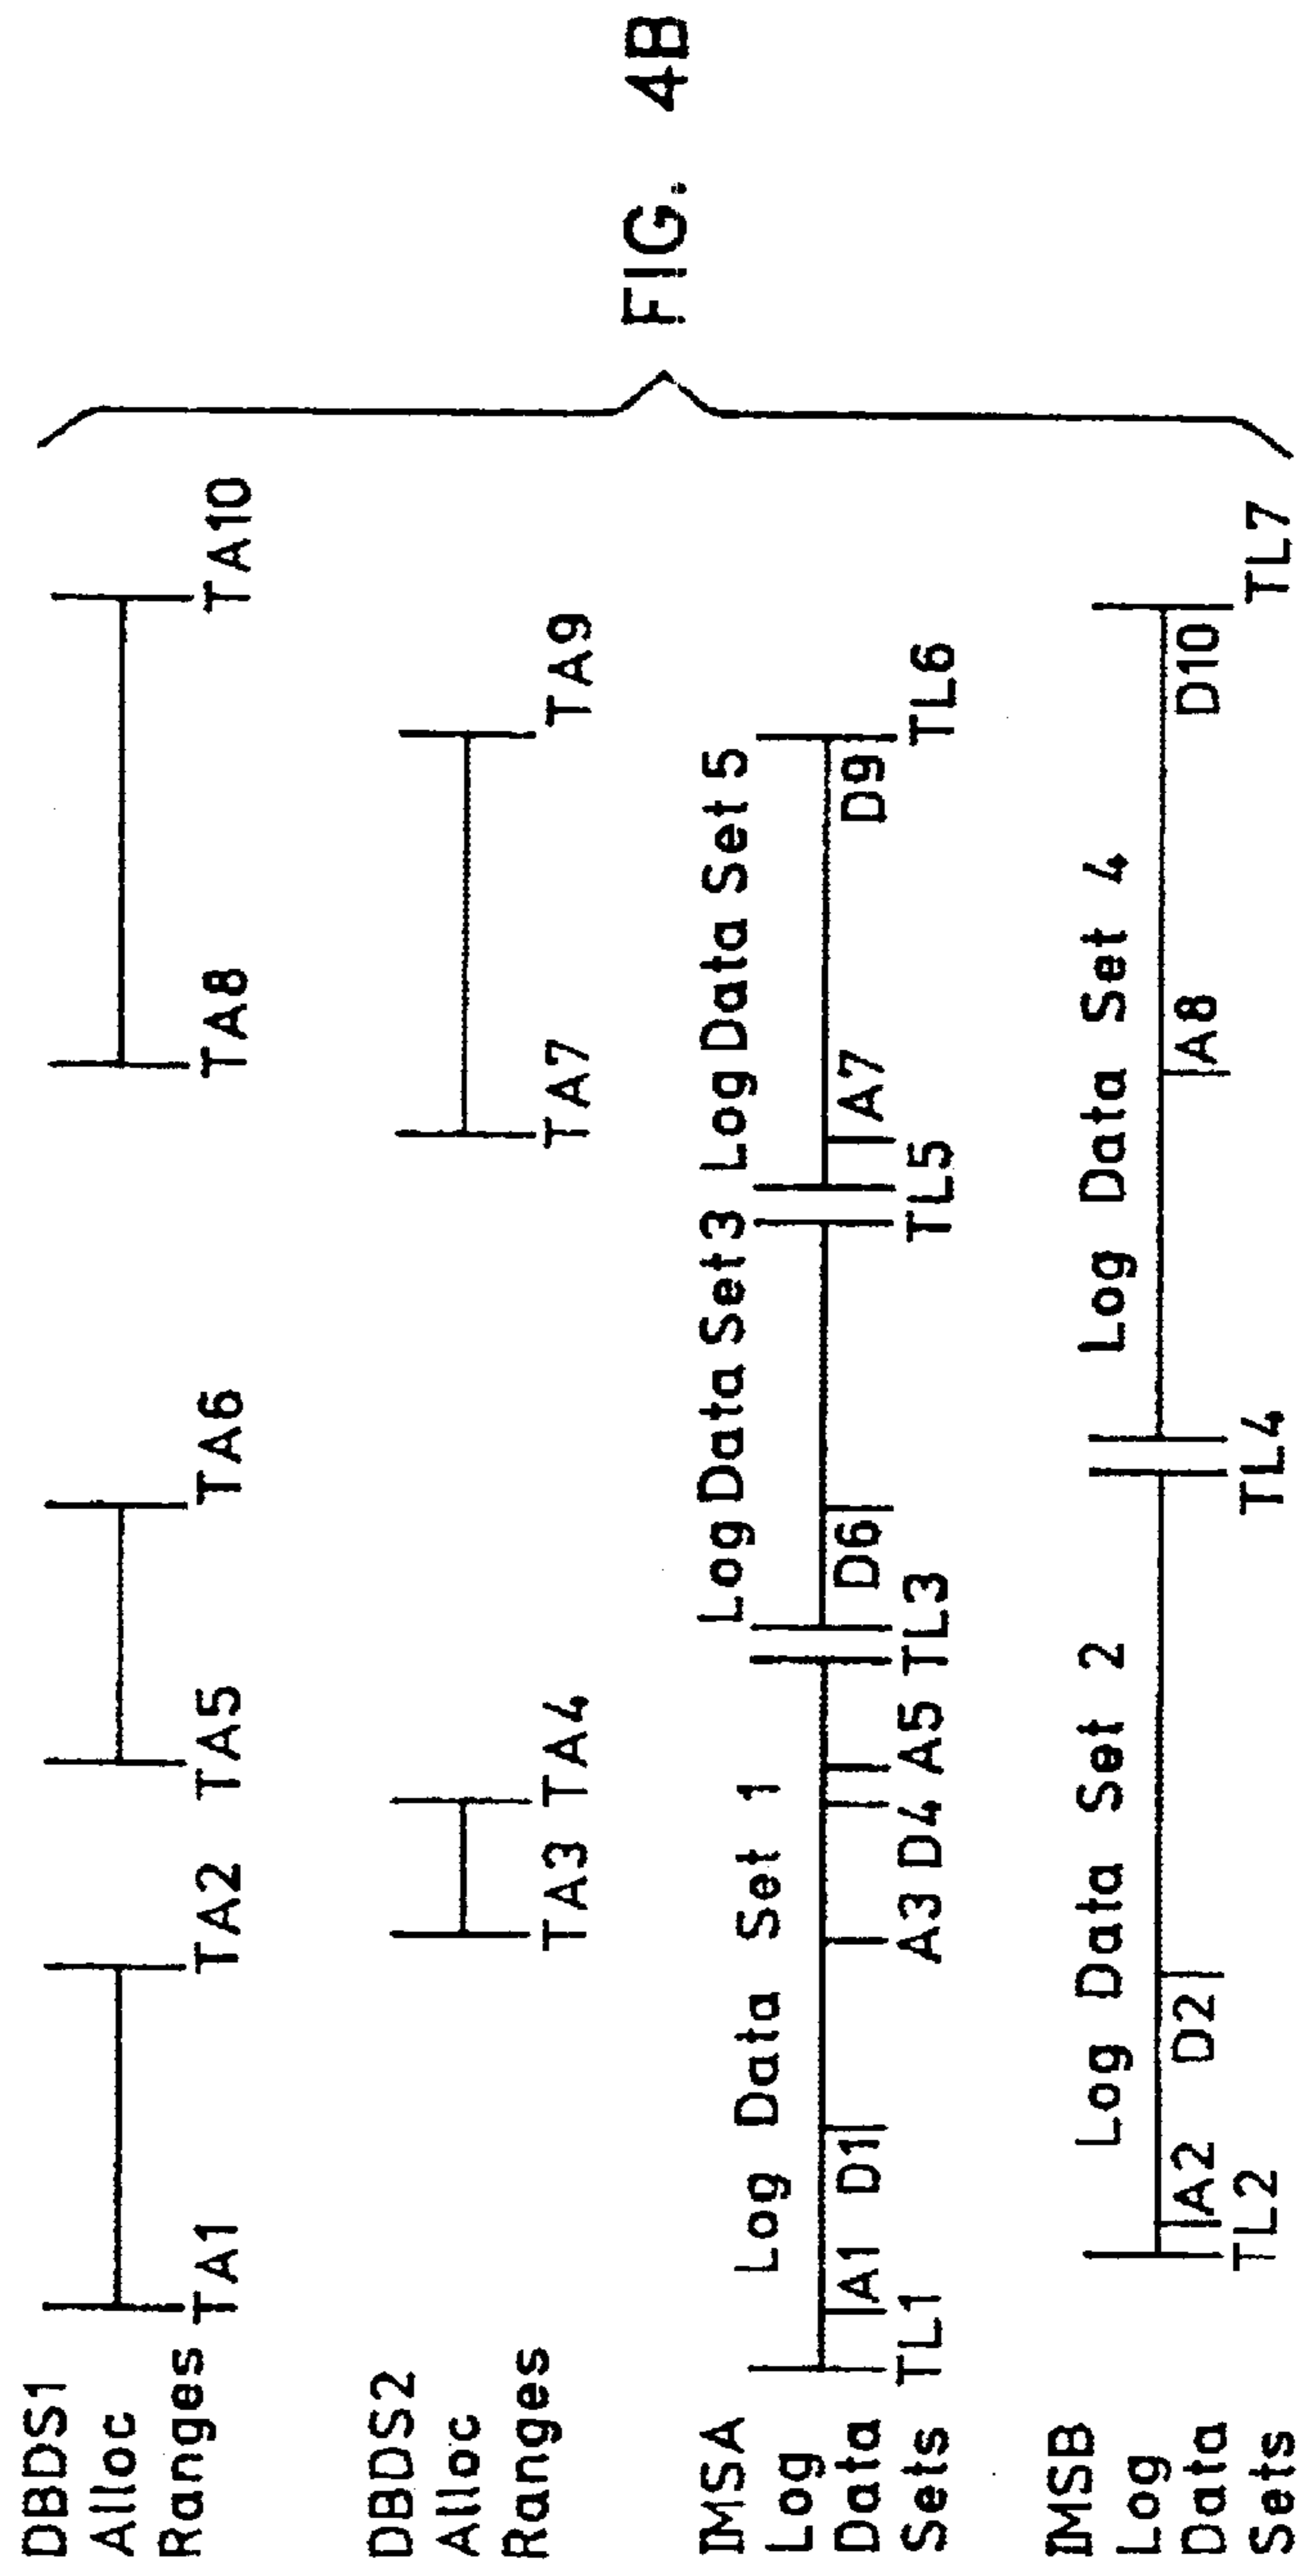 DBDS1
Alloc
Ranges
TA1
TA2
TA5
TA6
TA8
TA10
DBDS2
Alloc
Ranges
TA3
TA4
TA7
TA9
IMSA
Log
Data
Sets
Log Data Set 1
Log Data Set 3
Log Data Set 5
A1
D1
A3
D4
A5
D6
A7
D9
TL1
TL3
TL5
TL6
IMSB
Log
Data
Sets
Log Data Set 2
Log Data Set 4
A2
D2
A8
D10
TL2
TL4
TL7
FIG. 4B